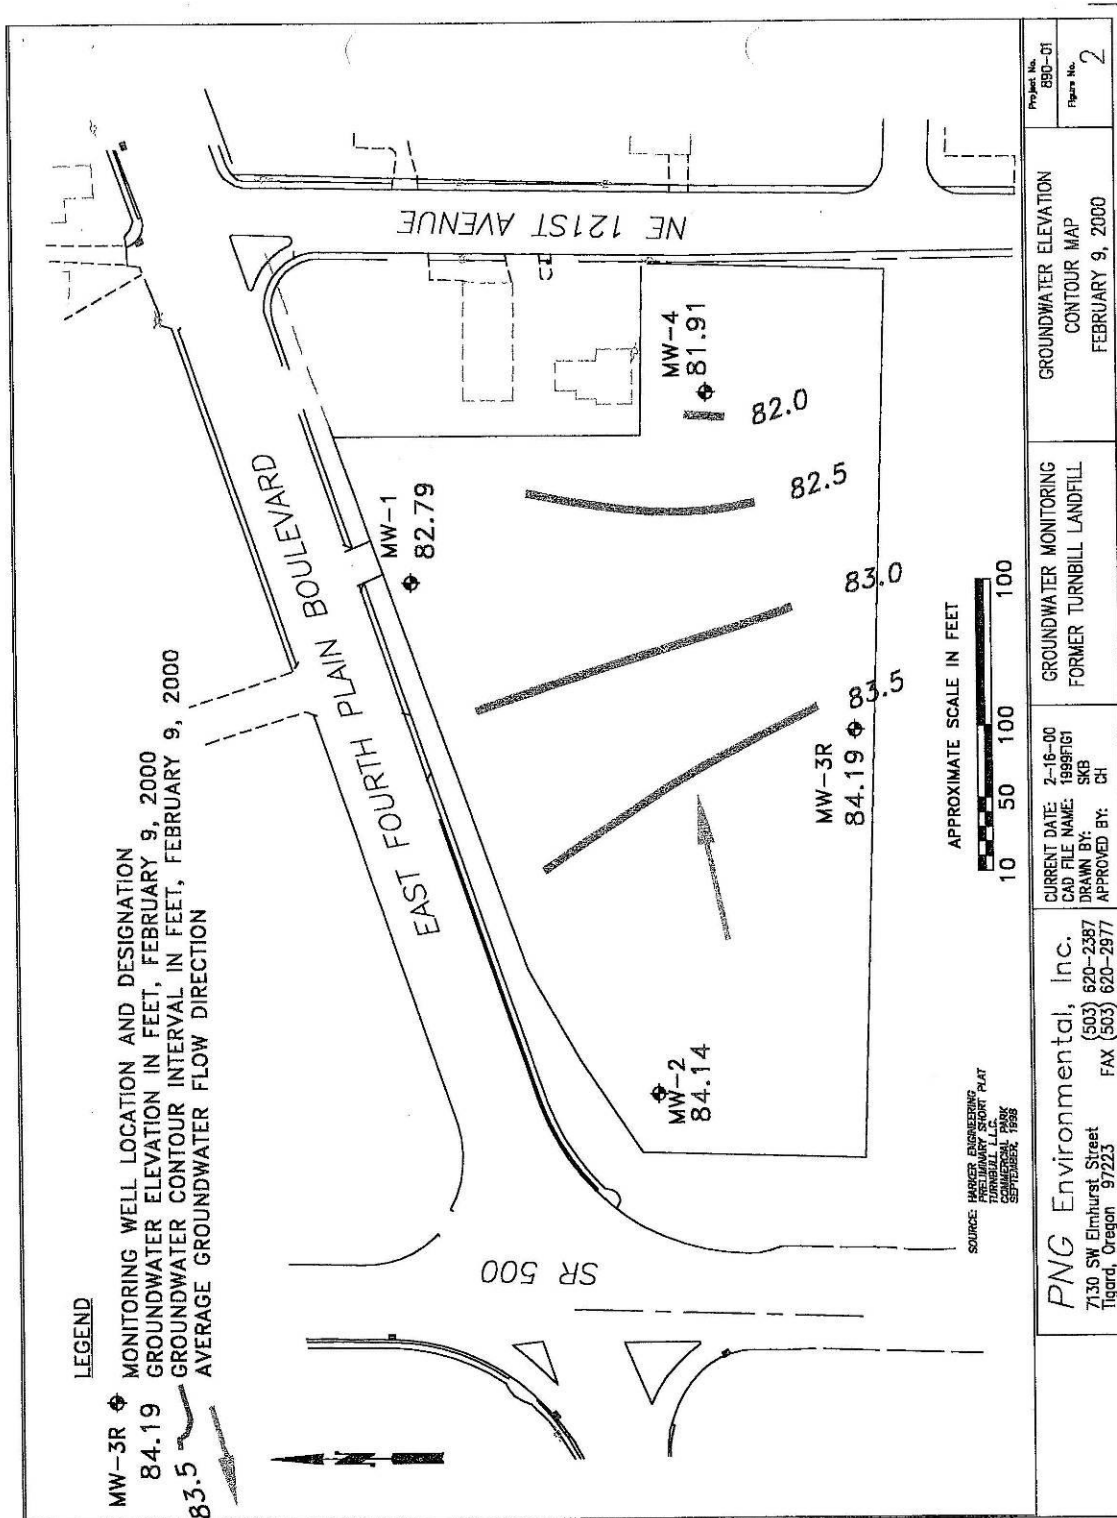 LEGEND
MW-3R MONITORING WELL LOCATION AND DESIGNATION
84.19 GROUNDWATER ELEVATION IN FEET, FEBRUARY 9, 2000
83.5 GROUNDWATER CONTOUR INTERVAL IN FEET, FEBRUARY 9, 2000
AVERAGE GROUNDWATER FLOW DIRECTION
N
EAST FOURTH PLAIN BOULEVARD
SR 500
NE 121ST AVENUE
MW-1
82.79
MW-2
84.14
MW-3R
84.19
MW-4
81.91
83.5
83.0
82.5
82.0
APPROXIMATE SCALE IN FEET
10 50 100 100
SOURCE: HARKER ENGINEERING
PRELIMINARY SHORT PLAT
TURNBULL L.L.C.
COMMERCIAL PARK
SEPTEMBER, 1998
PNG Environmental, Inc.
7130 SW Elmhurst Street (503) 620-2387
Tigard, Oregon 97223 FAX (503) 620-2977
CURRENT DATE: 2-16-00
CAD FILE NAME: 1999FIG1
DRAWN BY: SKB
APPROVED BY: CH
GROUNDWATER MONITORING
FORMER TURNBILL LANDFILL
GROUNDWATER ELEVATION
CONTOUR MAP
FEBRUARY 9, 2000
Project No.
890-01
Figure No.
2